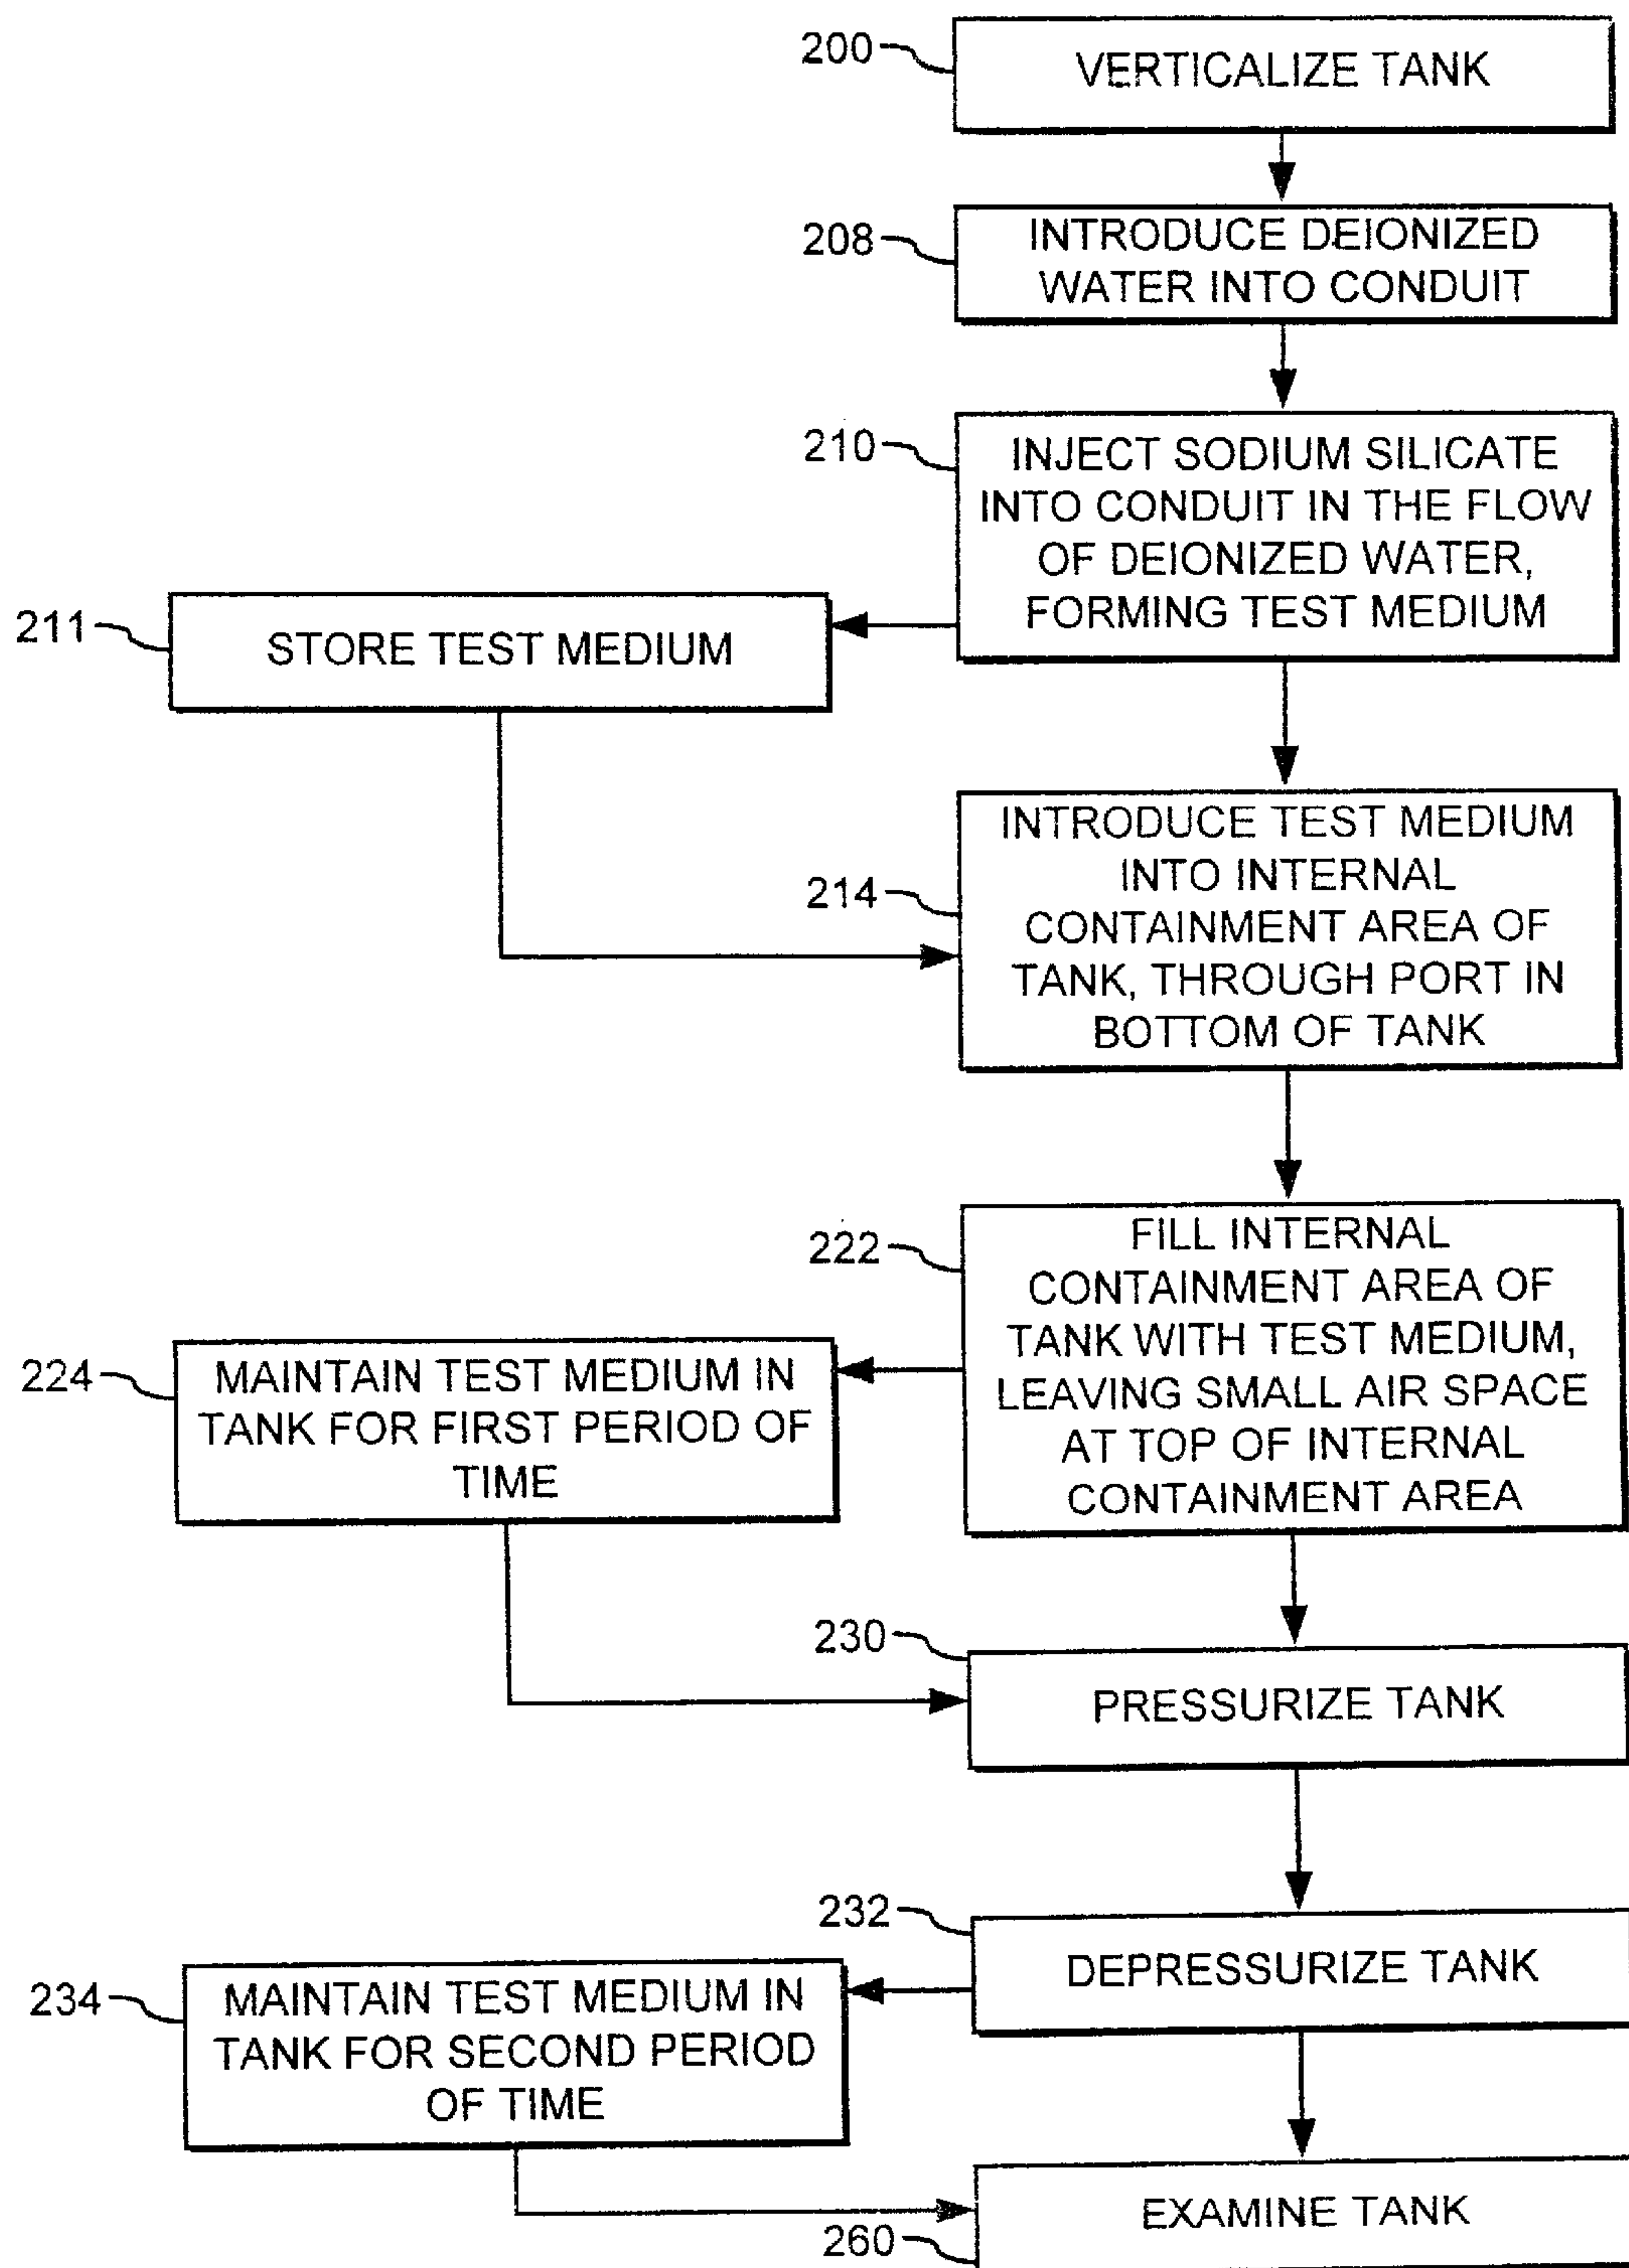 200
VERTICALIZE TANK
208
INTRODUCE DEIONIZED
WATER INTO CONDUIT
210
INJECT SODIUM SILICATE
INTO CONDUIT IN THE FLOW
OF DEIONIZED WATER,
FORMING TEST MEDIUM
211
STORE TEST MEDIUM
214
INTRODUCE TEST MEDIUM
INTO INTERNAL
CONTAINMENT AREA OF
TANK, THROUGH PORT IN
BOTTOM OF TANK
222
FILL INTERNAL
CONTAINMENT AREA OF
TANK WITH TEST MEDIUM,
LEAVING SMALL AIR SPACE
AT TOP OF INTERNAL
CONTAINMENT AREA
224
MAINTAIN TEST MEDIUM IN
TANK FOR FIRST PERIOD OF
TIME
230
PRESSURIZE TANK
232
DEPRESSURIZE TANK
234
MAINTAIN TEST MEDIUM IN
TANK FOR SECOND PERIOD
OF TIME
EXAMINE TANK
260